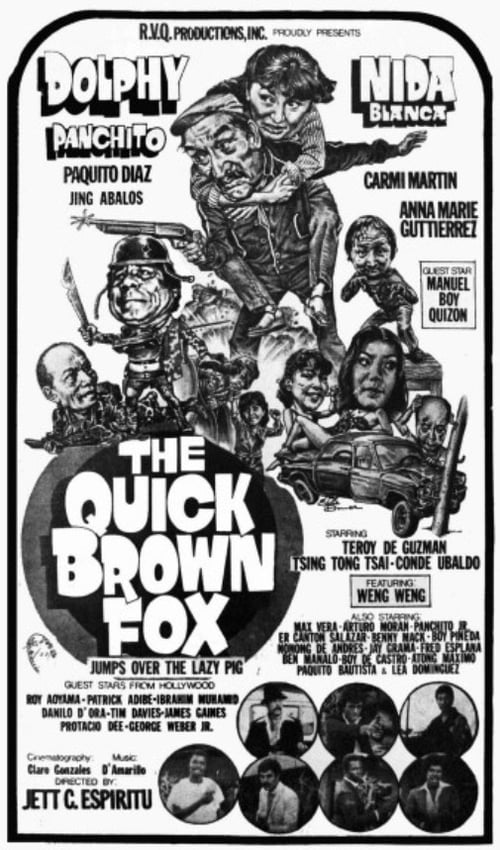 R.V.Q. PRODUCTIONS, INC. PROUDLY PRESENTS
DOLPHY
NIDA
BLANCA
PANCHITO
PAQUITO DIAZ
JING ABALOS
CARMI MARTIN
ANNA MARIE
GUTTIERREZ
GUEST STAR
MANUEL
BOY
QUIZON
THE
QUICK
BROWN
FOX
JUMPS OVER THE LAZY PIG
STARRING
TEROY DE GUZMAN
TSING TONG TSAI-CONDE UBALDO
FEATURING:
WENG WENG
ALSO STARRING:
MAX VERA-ARTURO MORAN-PANCHITO JR.
ER CANTON SALAZAR-BENNY MACK-BOY PINEDA
NONONG DE ANDRES-JAY GRAMA-FRED ESPLANA
BEN MANALO-BOY DE CASTRO-ATONG MAXIMO
PAQUITO BAUTISTA & LEA DOMINGUEZ
GUEST STARS FROM HOLLYWOOD
ROY AOYAMA-PATRICK ADIBE-IBRAHIM MUHAMID
DANILO D'ORA-TIM DAVIES-JAMES GAINES
PROTACIO DEE-GEORGE WEBER JR.
Cinematography: Music:
Claro Gonzales D'Amarillo
DIRECTED BY:
JETT C. ESPIRITU